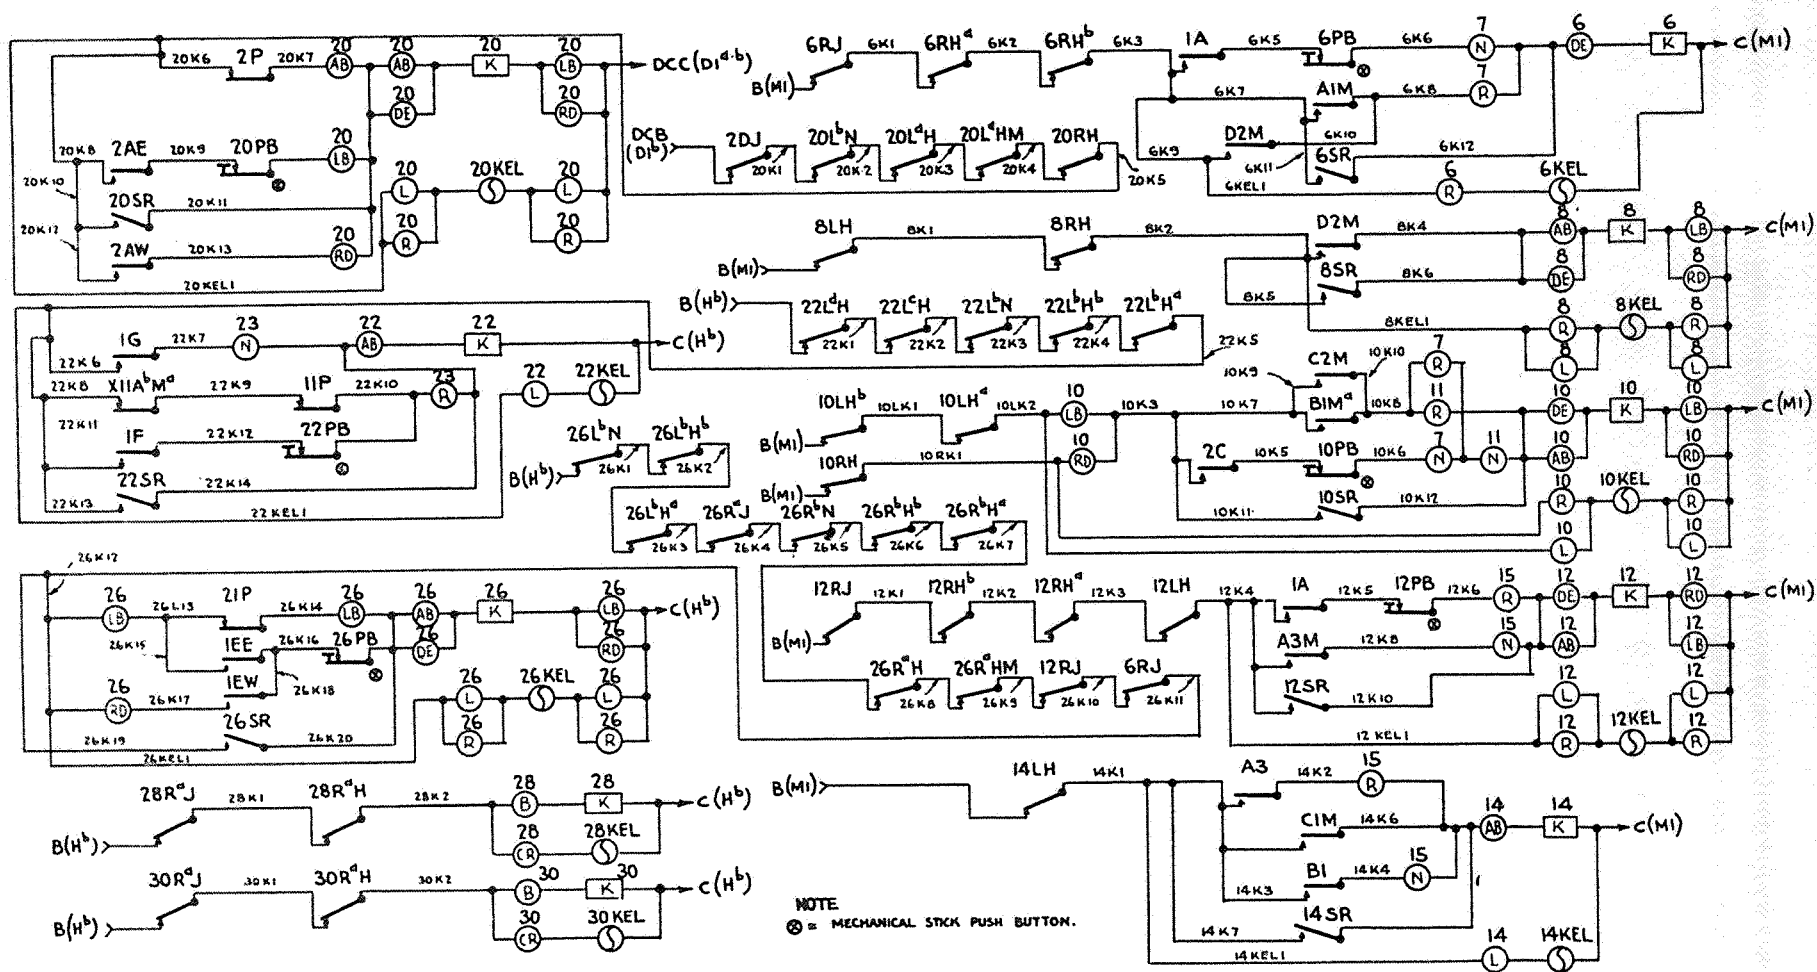 20 20 20 20
20K6 2P 20K7 AB AB K LB DCC(D1ª·ᵇ)
20 20
DE RD
20K8 2AE 20K9 20PB 20 LB
20K10 20SR 20K11
20 20KEL 20
L L
20 20
R R
20K12 2AW 20K13 20 RD
20KEL1
6RJ 6K1 6RHª 6K2 6RHᵇ 6K3 1A 6K5 6PB 6K6 7 N 6 DE 6 K C(M1)
B(M1)
6K7 A1M 6K8 7 R
DCB (D1ᵇ) 2DJ 20LᵇN 20LªH 20LªHM 20RH
20K1 20K2 20K3 20K4 20K5
6K9 D2M 6K10
6K11 6SR 6K12
6KEL1 6 R 6KEL
8LH 8K1 8RH 8K2 D2M 8K4 8 AB 8 K 8 LB C(M1)
B(M1)
8SR 8K6 8 DE 8 RD
8K5
8KEL1 8 R 8KEL 8 R
8 L 8 L
B(Hᵇ) 22LᵈH 22LᶜH 22LᵇN 22LᵇHᵇ 22LᵇHª
22K1 22K2 22K3 22K4 22K5
1G 22K7 23 N 22 AB 22 K C(Hᵇ)
22K6
22K8 X11AᵇMª 22K9 11P 22K10 23 R 22 L 22KEL
22K11 1F 22K12 22PB
22SR 22K14
22K13
22KEL1
26LᵇN 26LᵇHᵇ
B(Hᵇ) 26K1 26K2
26LᵇHª 26RªJ 26RᵇN 26RᵇHᵇ 26RᵇHª
26K3 26K4 26K5 26K6 26K7
10LHᵇ 10LK1 10LHª 10LK2 10 LB 10K3 10K7 10K9 C2M 10K10 7 R
B(M1)
B1Mª 10K8 11 R 10 DE 10 K 10 LB C(M1)
10RH 10RK1 10 RD
B(M1)
2C 10K5 10PB 10K6 7 N 11 N 10 AB 10 RD
10SR 10K12 10 R 10KEL 10 R
10K11
10 L 10 L
26K12
26 LB 26L13 21P 26K14 26 LB 26 AB 26 K 26 LB C(Hᵇ)
26K15 1EE 26K16 26PB 26 DE 26 RD
26 RD 26K17 1EW 26K18
26 L 26KEL 26 L
26K19 26SR 26K20 26 R 26 R
26KEL1
12RJ 12K1 12RHᵇ 12K2 12RHª 12K3 12LH 12K4 1A 12K5 12PB 12K6 15 R 12 DE 12 K 12 RD C(M1)
B(M1)
A3M 12K8 15 N 12 AB 12 LB
26RªH 26RªHM 12RJ 6RJ
26K8 26K9 26K10 26K11
12SR 12K10 12 L 12 L
12KEL1 12 R 12KEL 12 R
28RªJ 28K1 28RªH 28K2 28 B 28 K C(Hᵇ)
B(Hᵇ)
28 CR 28KEL
30RªJ 30K1 30RªH 30K2 B 30 K C(Hᵇ)
B(Hᵇ)
30 CR 30KEL
B(M1) 14LH 14K1 A3 14K2 15 R
C1M 14K6 14 AB 14 K C(M1)
B1 14K4 15 N
14K3
14SR
14K7
14KEL1 14 L 14KEL
NOTE
⊗ = MECHANICAL STICK PUSH BUTTON.